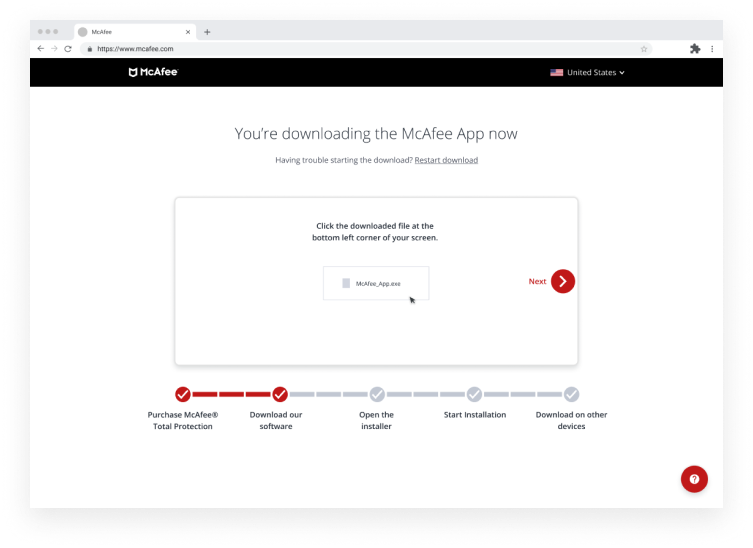 McAfee
https://www.mcafee.com
McAfee
United States
You're downloading the McAfee App now
Having trouble starting the download? Restart download
Click the downloaded file at the
bottom left corner of your screen.
McAfee_App.exe
Next
Purchase McAfee®
Total Protection
Download our
software
Open the
installer
Start Installation
Download on other
devices
?